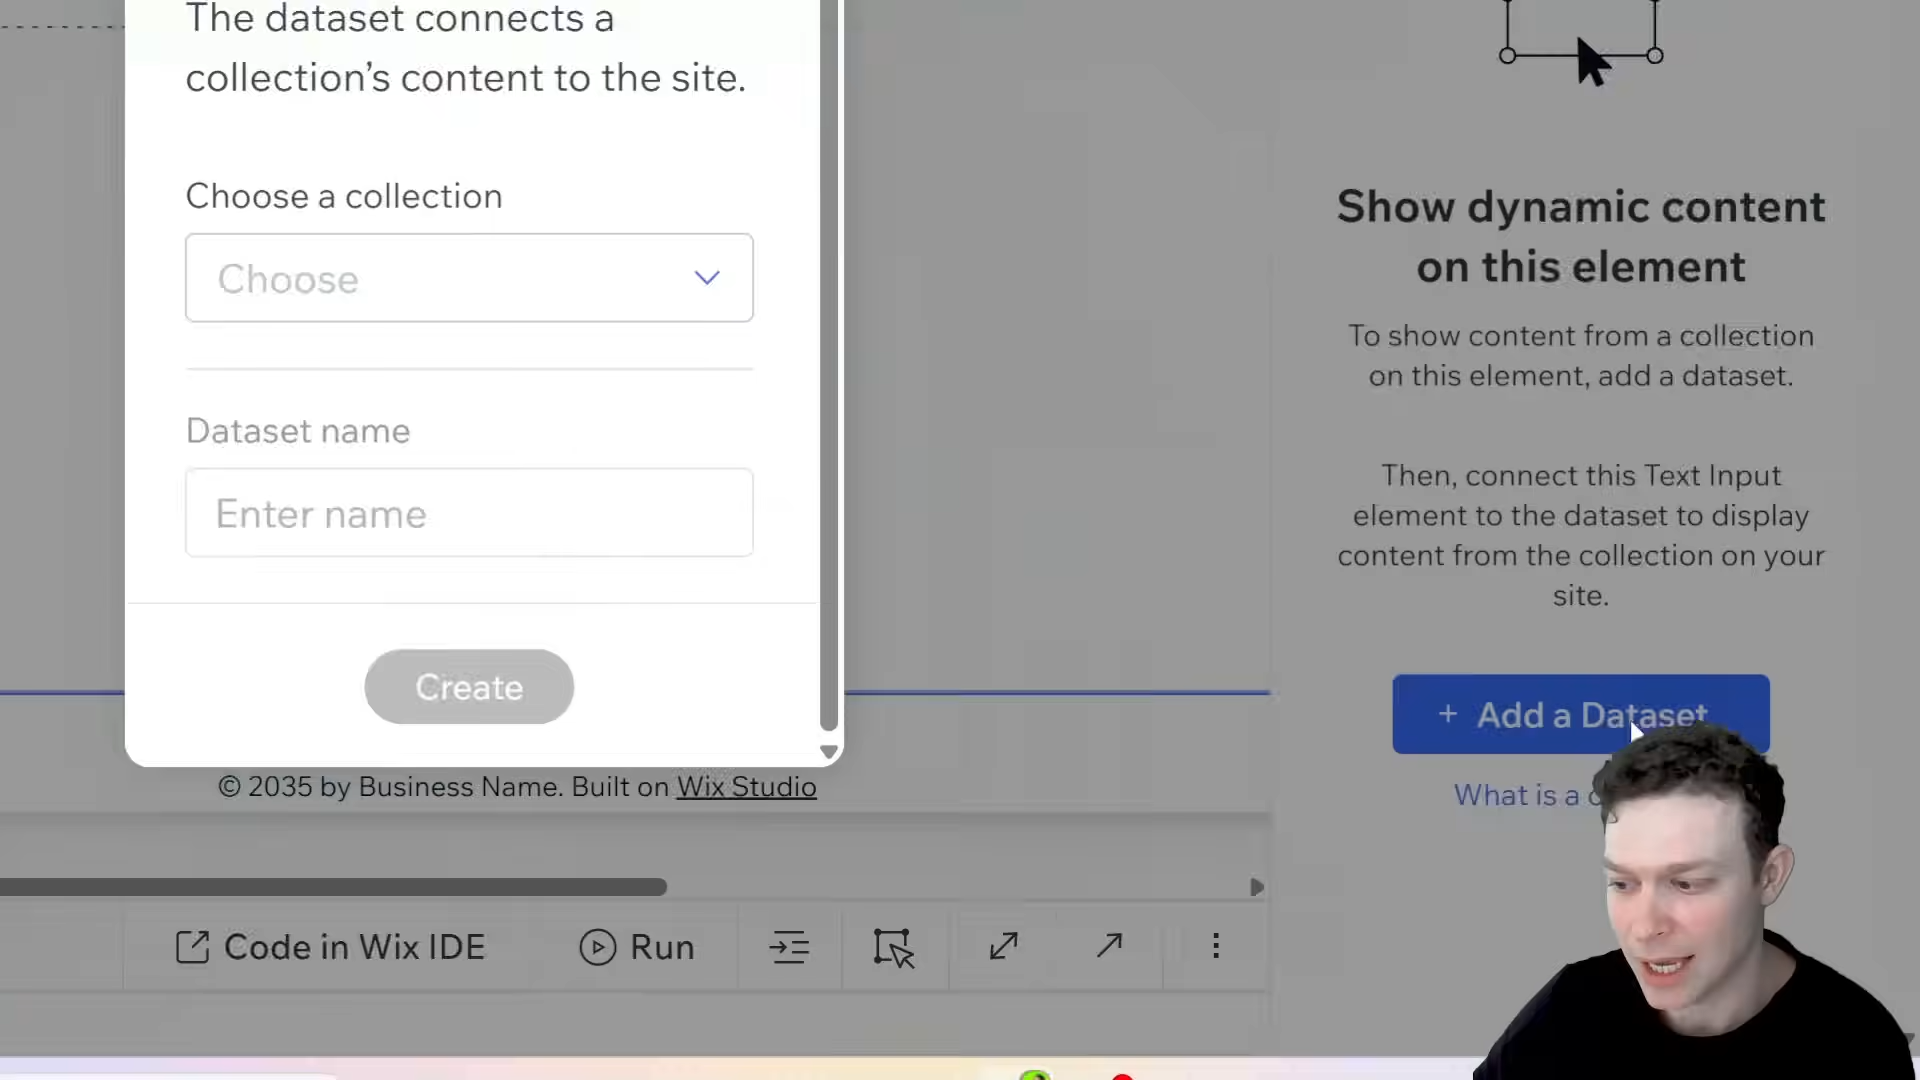 The dataset connects a
collection’s content to the site.
Choose a collection
Choose
Dataset name
Enter name
Create
© 2035 by Business Name. Built on Wix Studio
Code in Wix IDE
Run
Show dynamic content
on this element
To show content from a collection
on this element, add a dataset.
Then, connect this Text Input
element to the dataset to display
content from the collection on your
site.
+ Add a Dataset
What is a